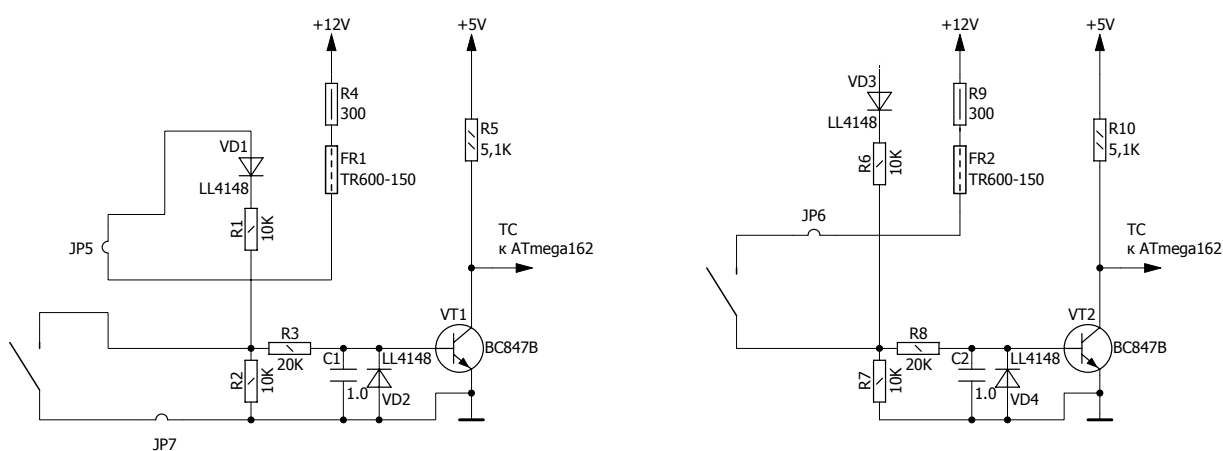 +12V
+5V
R4
300
R5
5,1K
VD1
LL4148
FR1
TR600-150
R1
10K
JP5
TC
к ATmega162
VT1
BC847B
R3
20K
C1
1.0
LL4148
VD2
R2
10K
JP7
+12V
+5V
VD3
LL4148
R9
300
R10
5,1K
R6
10K
FR2
TR600-150
JP6
TC
к ATmega162
VT2
BC847B
R8
20K
C2
1.0
LL4148
VD4
R7
10K